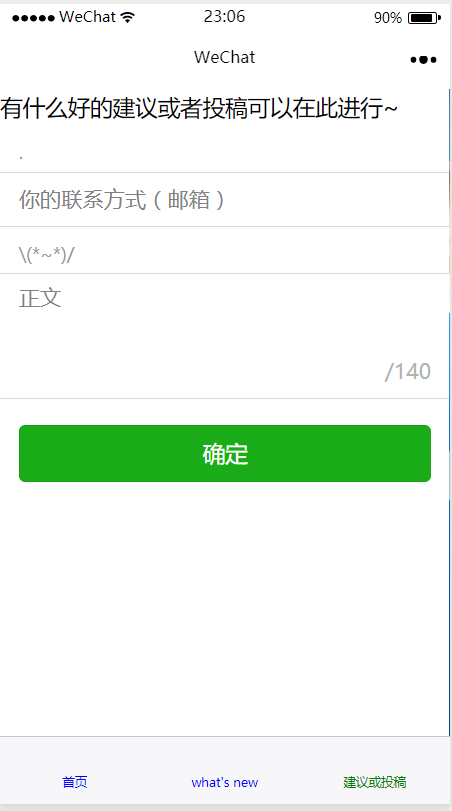 WeChat 23:06 90%
WeChat
有什么好的建议或者投稿可以在此进行~
.
你的联系方式（邮箱）
\(*~*)/
正文
/140
确定
首页 what's new 建议或投稿